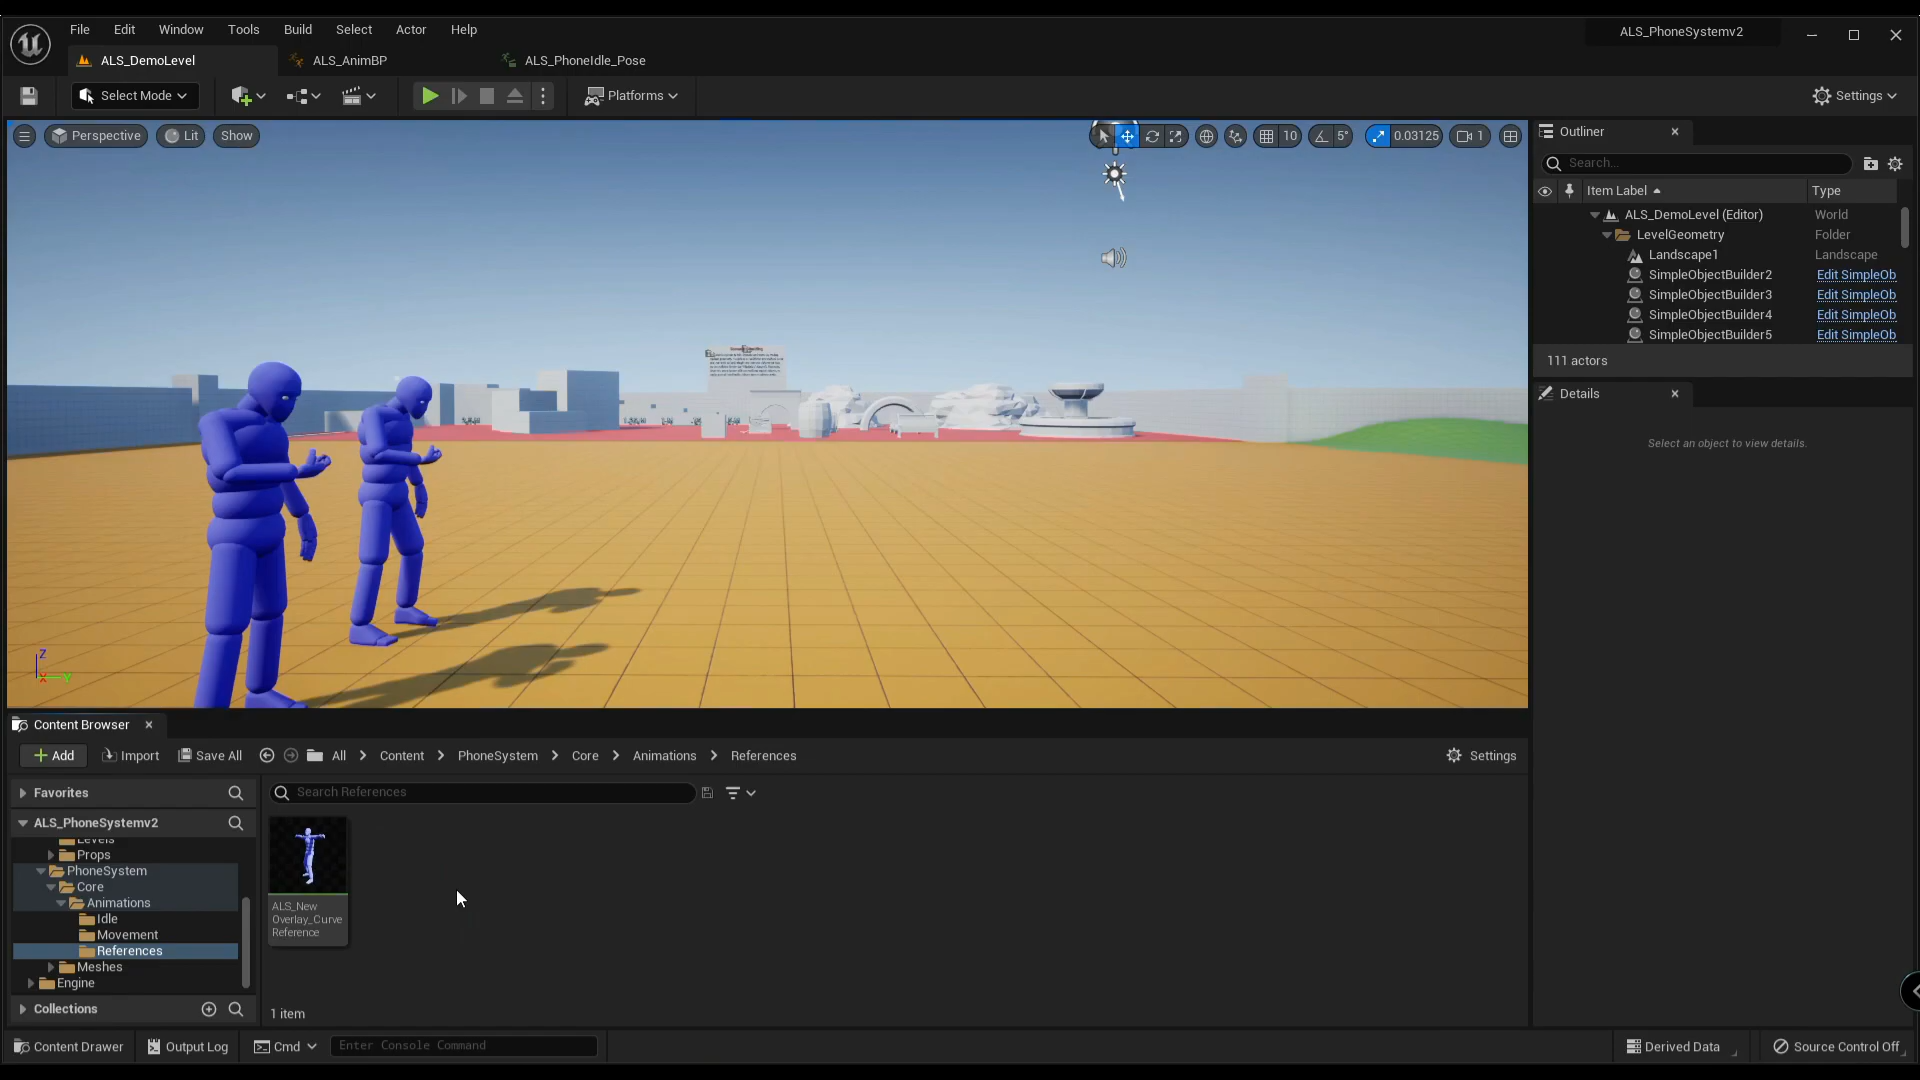 File Edit Window Tools Build Select Actor Help
ALS_PhoneSystemv2
ALS_DemoLevel ALS_AnimBP ALS_PhoneIdle_Pose
Select Mode Platforms Settings
Perspective Lit Show 10 5° 0.03125 1
Outliner
Search...
Item Label Type
ALS_DemoLevel (Editor) World
LevelGeometry Folder
Landscape1 Landscape
SimpleObjectBuilder2 Edit SimpleOb
SimpleObjectBuilder3 Edit SimpleOb
SimpleObjectBuilder4 Edit SimpleOb
SimpleObjectBuilder5 Edit SimpleOb
111 actors
Details
Select an object to view details.
Z
X Y
Content Browser
Add Import Save All All Content PhoneSystem Core Animations References Settings
Favorites
Search References
ALS_PhoneSystemv2
Levels
Props
PhoneSystem
Core
Animations
Idle
Movement
References
Meshes
Engine
Collections
ALS_New
Overlay_Curve
Reference
1 item
Content Drawer Output Log Cmd Enter Console Command Derived Data Source Control Off